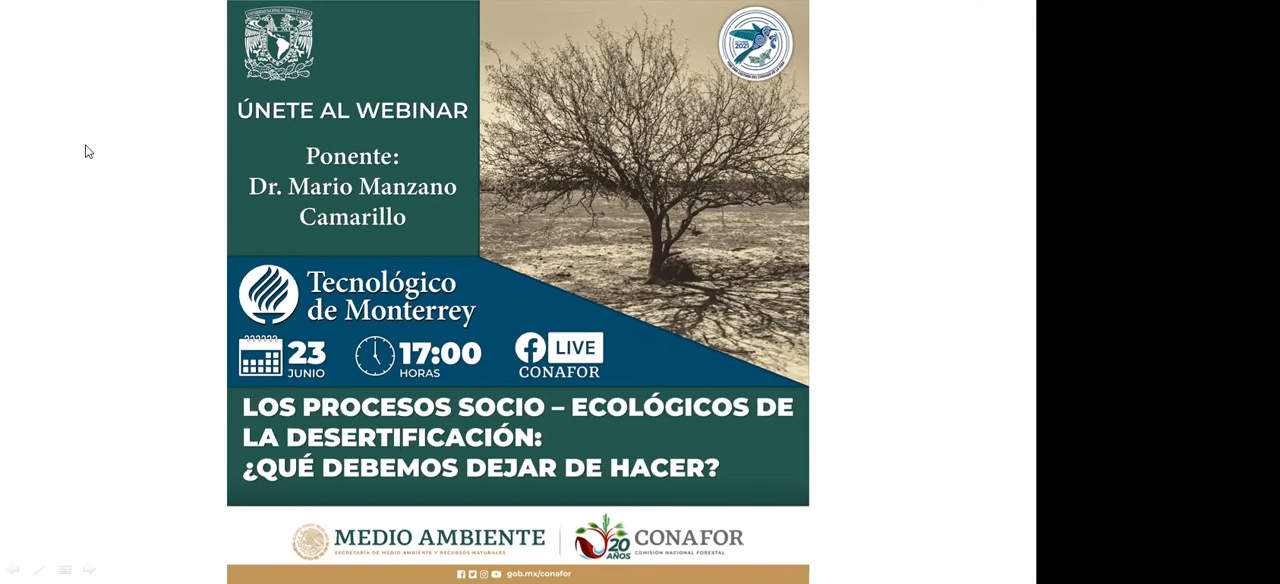 ÚNETE AL WEBINAR
Ponente:
Dr. Mario Manzano
Camarillo
Tecnológico
de Monterrey
23
JUNIO
17:00
HORAS
LIVE
CONAFOR
LOS PROCESOS SOCIO – ECOLÓGICOS DE
LA DESERTIFICACIÓN:
¿QUÉ DEBEMOS DEJAR DE HACER?
MEDIO AMBIENTE
SECRETARÍA DE MEDIO AMBIENTE Y RECURSOS NATURALES
20
AÑOS
CONAFOR
COMISIÓN NACIONAL FORESTAL
gob.mx/conafor
2021